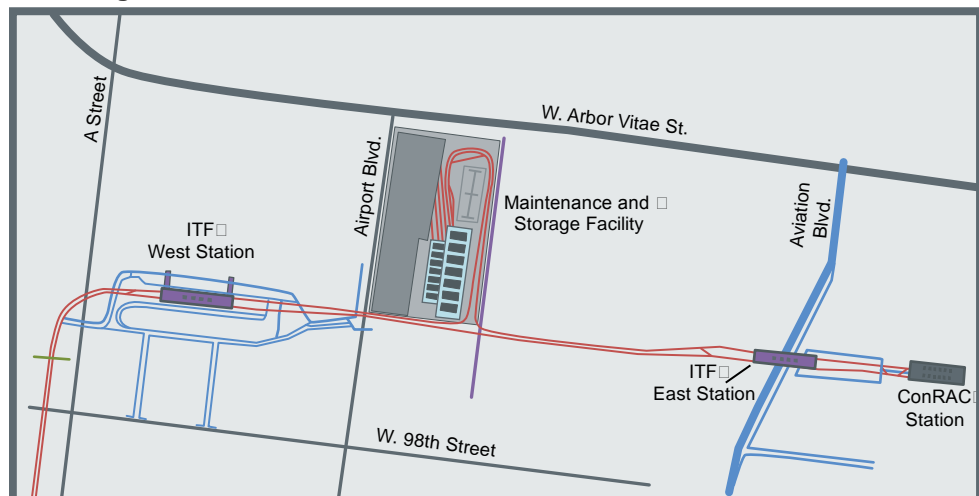 W. Arbor Vitae St.
A Street
Airport Blvd.
Maintenance and
Storage Facility
Aviation
Blvd.
ITF
West Station
ITF
East Station
ConRAC
Station
W. 98th Street